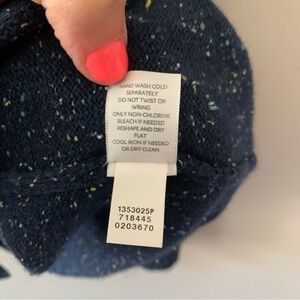 HAND WASH COLD
SEPARATELY
DO NOT TWIST OR
WRING
ONLY NON-CHLORINE
BLEACH IF NEEDED
RESHAPE AND DRY
FLAT
COOL IRON IF NEEDED
OR DRY CLEAN
1353025P
718445
0203670